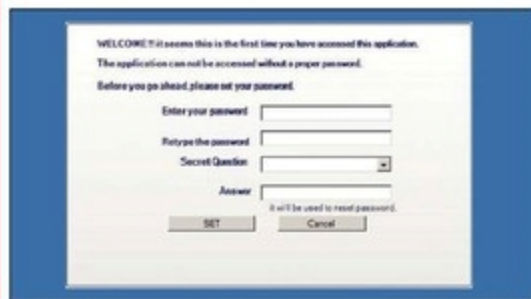 WELCOME!! it seems this is the first time you have accessed this application.
The application can not be accessed without a proper password.
Before you go ahead, please set your password.
Enter your password
Retype the password
Secret Question
Answer
it will be used to reset password.
SET Cancel